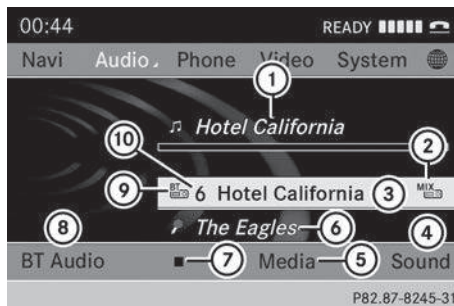 00:44 READY
Navi Audio Phone Video System
1
Hotel California
10 2
9 BT 6 Hotel California 3 MIX
8 The Eagles 6 4
BT Audio 7 Media 5 Sound
P82.87-8245-31